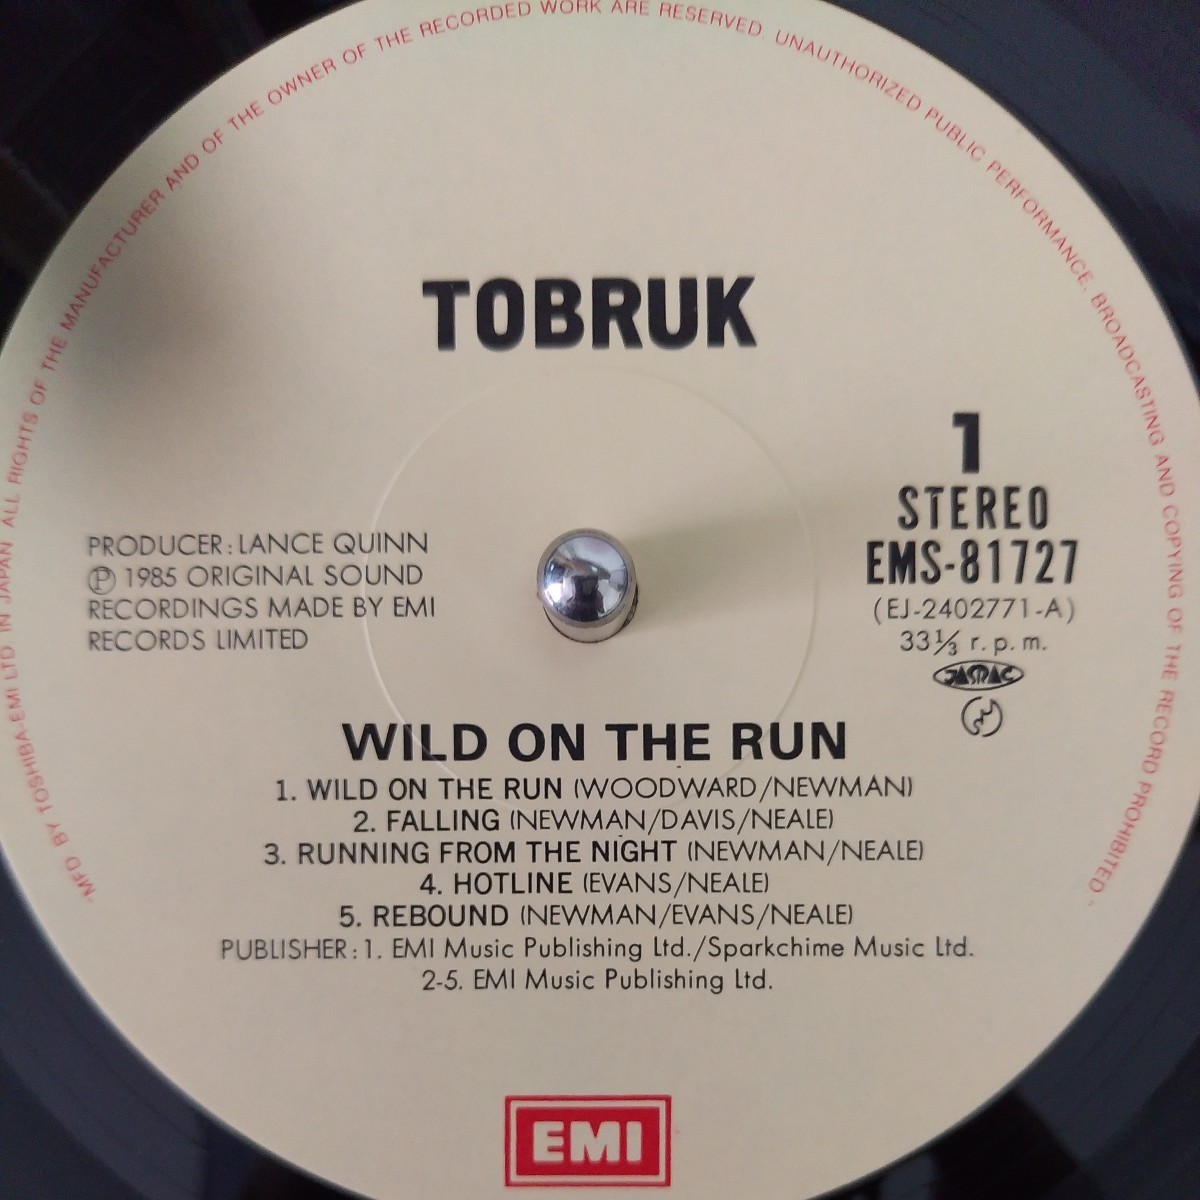 "MFD BY TOSHIBA-EMI LTD IN JAPAN ALL RIGHTS OF THE MANUFACTURER AND OF THE OWNER OF THE RECORDED WORK ARE RESERVED. UNAUTHORIZED PUBLIC PERFORMANCE. BROADCASTING AND COPYING OF THE RECORD PROHIBITED."
TOBRUK
1
STEREO
EMS-81727
(EJ-2402771-A)
33⅓ r.p.m.
JASRAC
PRODUCER:LANCE QUINN
℗ 1985 ORIGINAL SOUND
RECORDINGS MADE BY EMI
RECORDS LIMITED
WILD ON THE RUN
1. WILD ON THE RUN (WOODWARD/NEWMAN)
2. FALLING (NEWMAN/DAVIS/NEALE)
3. RUNNING FROM THE NIGHT (NEWMAN/NEALE)
4. HOTLINE (EVANS/NEALE)
5. REBOUND (NEWMAN/EVANS/NEALE)
PUBLISHER:1. EMI Music Publishing Ltd./Sparkchime Music Ltd.
2-5. EMI Music Publishing Ltd.
EMI